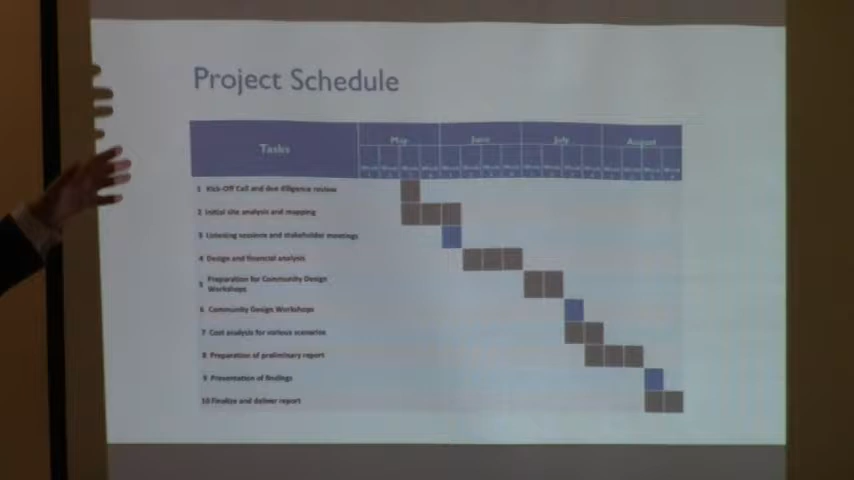 Project Schedule
Tasks
May
June
July
August
1 Kick-Off Call and due diligence review
2 Initial site analysis and mapping
3 Listening sessions and stakeholder meetings
4 Design and financial analysis
5 Preparation for Community Design
Workshops
6 Community Design Workshops
7 Cost analysis for various scenarios
8 Preparation of preliminary report
9 Presentation of findings
10 Finalize and deliver report